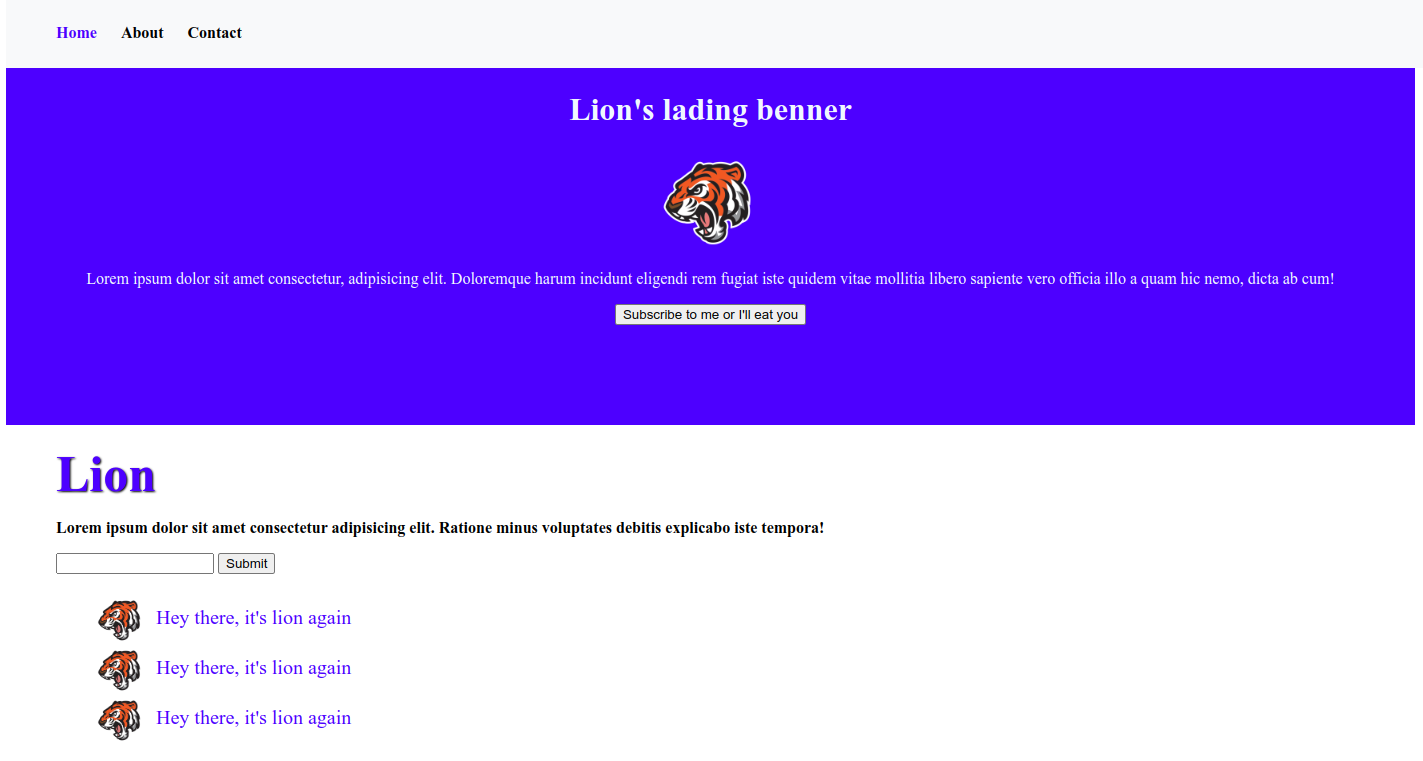 Home About Contact
Lion's lading benner
Lorem ipsum dolor sit amet consectetur, adipisicing elit. Doloremque harum incidunt eligendi rem fugiat iste quidem vitae mollitia libero sapiente vero officia illo a quam hic nemo, dicta ab cum!
Subscribe to me or I'll eat you
Lion
Lorem ipsum dolor sit amet consectetur adipisicing elit. Ratione minus voluptates debitis explicabo iste tempora!
Submit
Hey there, it's lion again
Hey there, it's lion again
Hey there, it's lion again